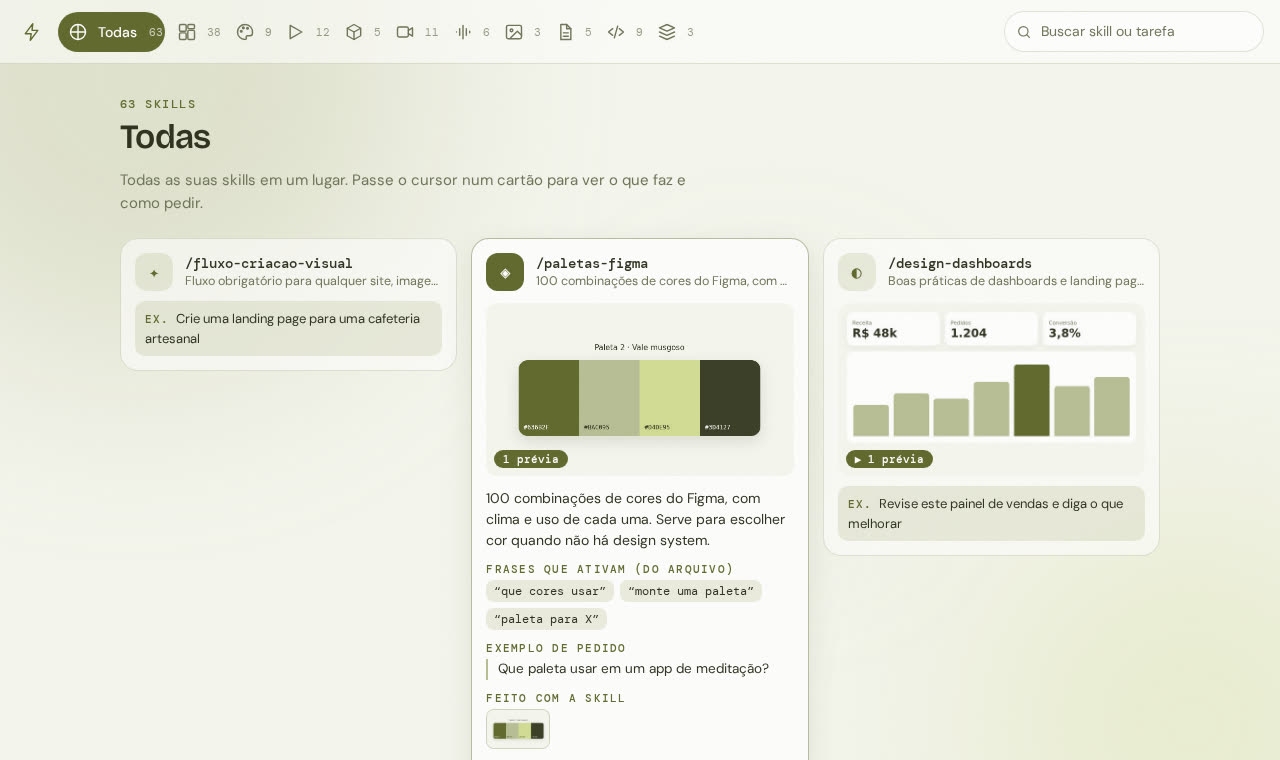 Todas 63 38 9 12 5 11 6 3 5 9 3 Buscar skill ou tarefa
63 SKILLS
Todas
Todas as suas skills em um lugar. Passe o cursor num cartão para ver o que faz e
como pedir.
/fluxo-criacao-visual
Fluxo obrigatório para qualquer site, image…
EX. Crie uma landing page para uma cafeteria
artesanal
/paletas-figma
100 combinações de cores do Figma, com …
Paleta 2 · Vale musgoso
1 prévia
100 combinações de cores do Figma, com
clima e uso de cada uma. Serve para escolher
cor quando não há design system.
FRASES QUE ATIVAM (DO ARQUIVO)
“que cores usar” “monte uma paleta”
“paleta para X”
EXEMPLO DE PEDIDO
Que paleta usar em um app de meditação?
FEITO COM A SKILL
/design-dashboards
Boas práticas de dashboards e landing pag…
Receita Pedidos Conversão
R$ 48k 1.204 3,8%
▶ 1 prévia
EX. Revise este painel de vendas e diga o que
melhorar